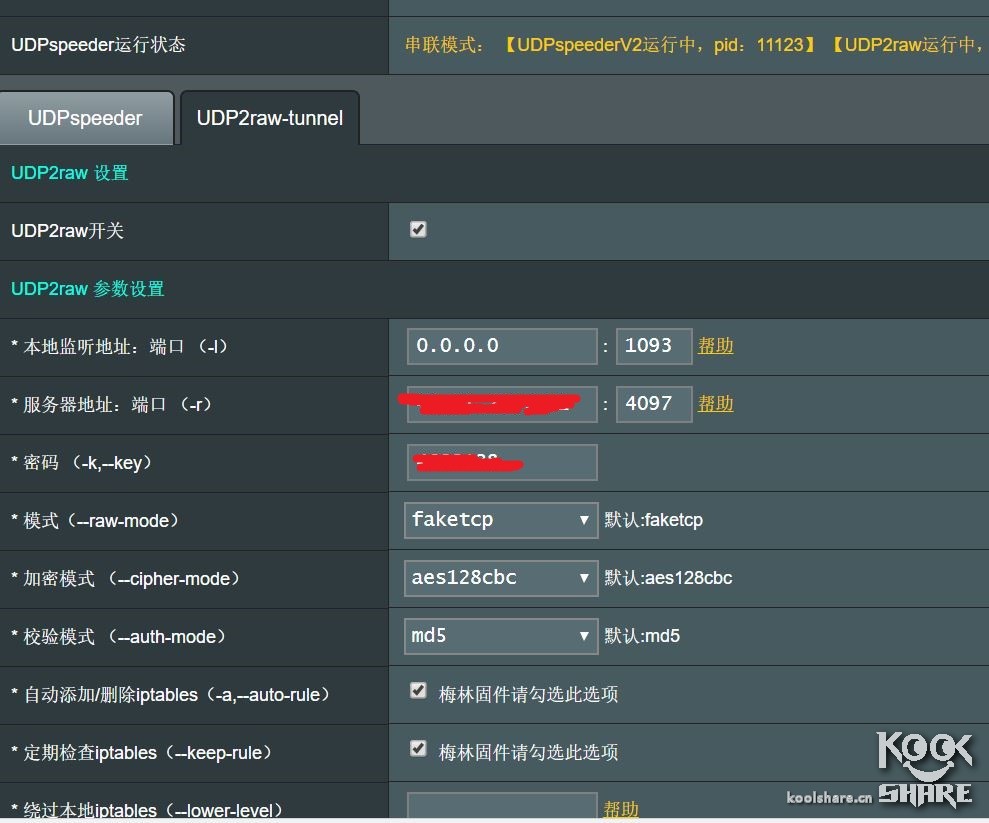 UDPspeeder运行状态 串联模式: 【UDPspeederV2运行中，pid：11123】 【UDP2raw运行中，
UDPspeeder UDP2raw-tunnel
UDP2raw 设置
UDP2raw开关
UDP2raw 参数设置
* 本地监听地址：端口 （-l） 0.0.0.0 : 1093 帮助
* 服务器地址：端口 （-r） : 4097 帮助
* 密码 （-k,--key）
* 模式（--raw-mode） faketcp 默认:faketcp
* 加密模式 （--cipher-mode） aes128cbc 默认:aes128cbc
* 校验模式 （--auth-mode） md5 默认:md5
* 自动添加/删除iptables（-a,--auto-rule） 梅林固件请勾选此选项
* 定期检查iptables（--keep-rule） 梅林固件请勾选此选项
* 绕过本地iptables（--lower-level） 帮助
KOOL
koolshare.cn SHARE